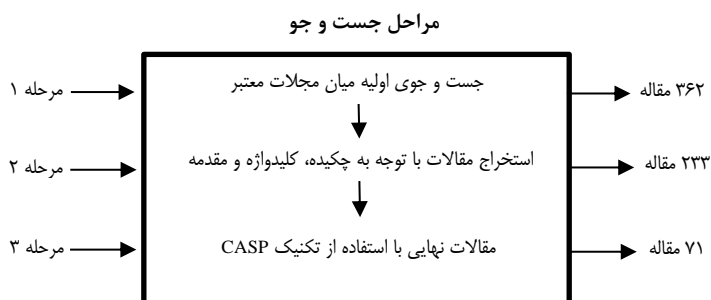 مراحل جست و جو
مرحله ۱
جست و جوی اولیه میان مجلات معتبر
۳۶۲ مقاله
مرحله ۲
استخراج مقالات با توجه به چکیده، کلیدواژه و مقدمه
۲۳۳ مقاله
مرحله ۳
مقالات نهایی با استفاده از تکنیک CASP
۷۱ مقاله